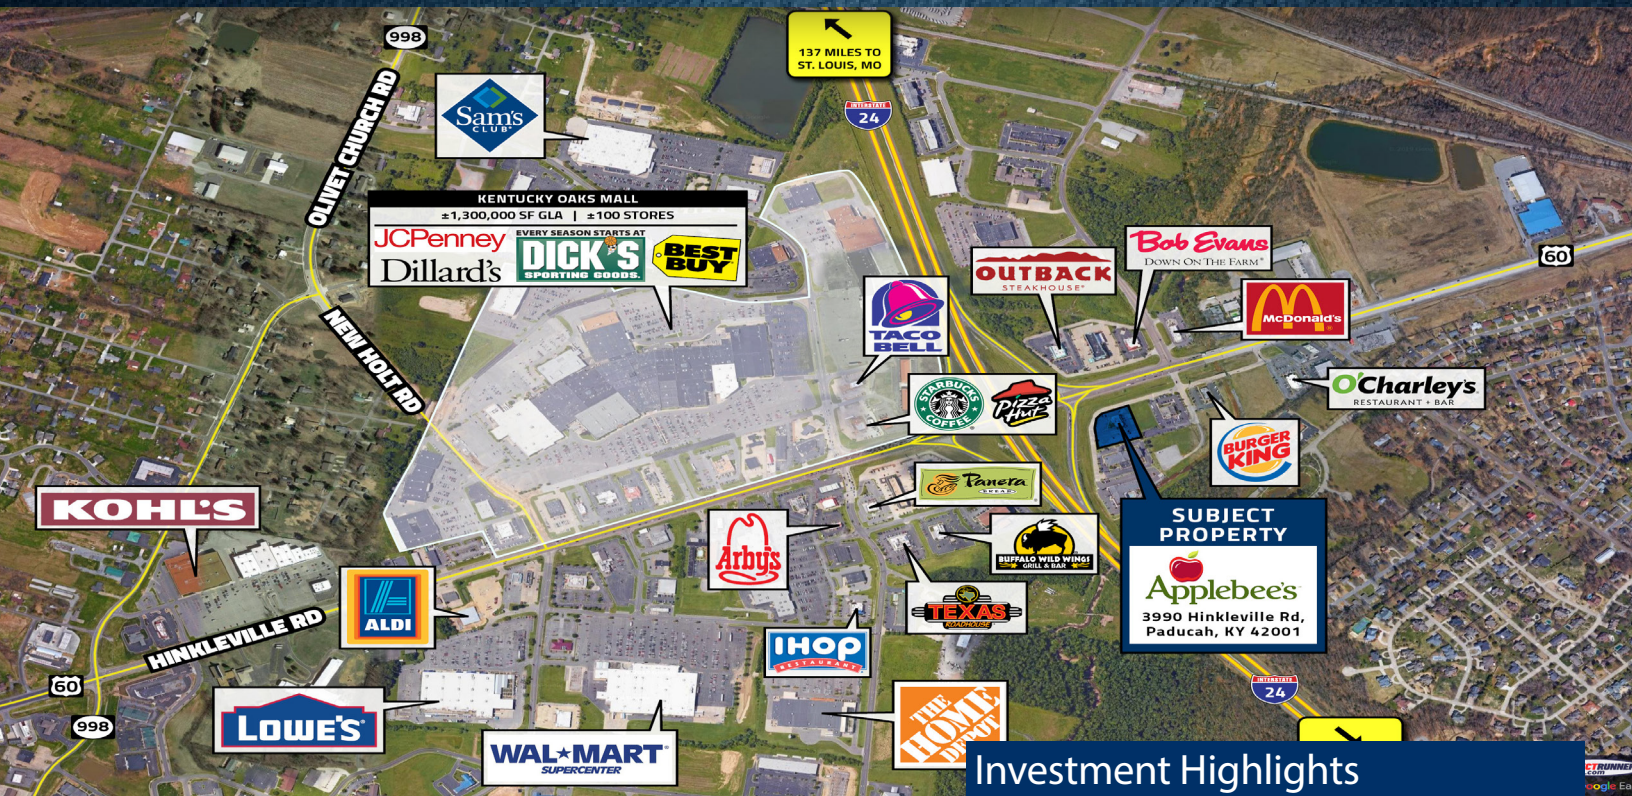 998
137 MILES TO
ST. LOUIS, MO
INTERSTATE
24
OLIVET CHURCH RD
Sam's
CLUB
KENTUCKY OAKS MALL
±1,300,000 SF GLA | ±100 STORES
JCPenney
Dillard's
EVERY SEASON STARTS AT
DICK'S
SPORTING GOODS.
BEST
BUY
Bob Evans
DOWN ON THE FARM®
60
OUTBACK
STEAKHOUSE®
McDonald's
TACO
BELL
NEW HOLT RD
STARBUCKS
COFFEE
Pizza
Hut
O'Charley's
RESTAURANT + BAR
BURGER
KING
KOHL'S
Panera
BREAD
Arby's
BUFFALO WILD WINGS
GRILL & BAR
SUBJECT
PROPERTY
Applebee's
3990 Hinkleville Rd,
Paducah, KY 42001
ALDI
TEXAS
ROADHOUSE
HINKLEVILLE RD
IHOP
RESTAURANT
60
998
LOWE'S
INTERSTATE
24
THE
HOME
DEPOT
WAL★MART
SUPERCENTER
Investment Highlights